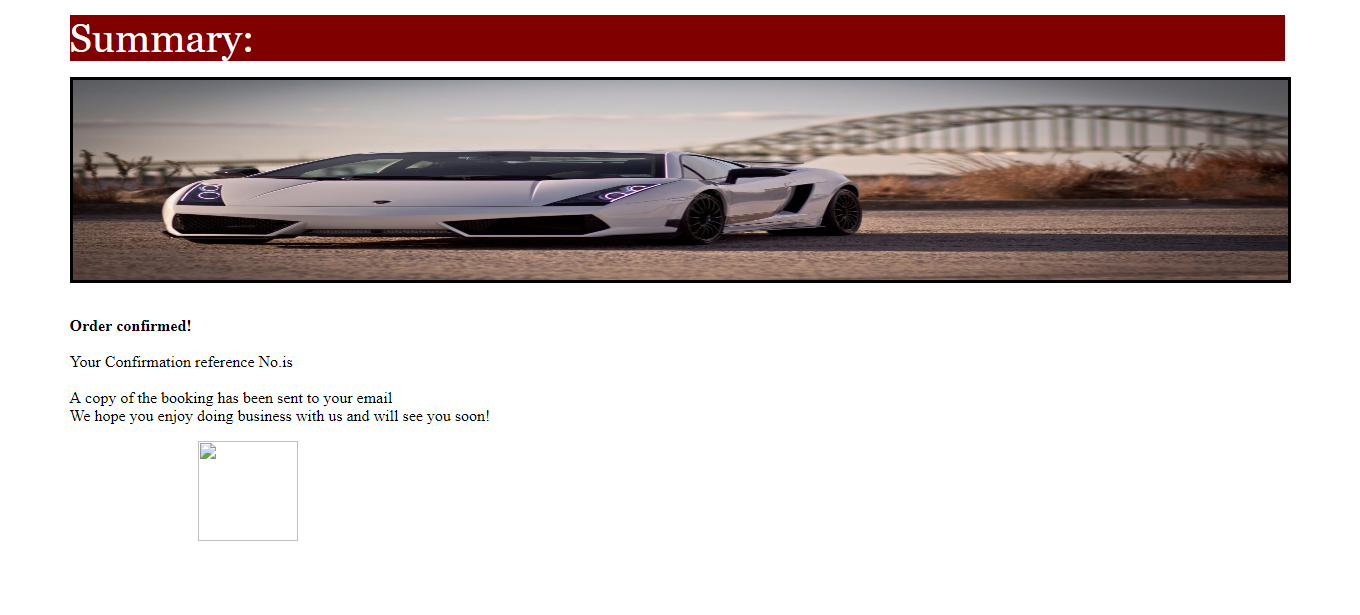 Summary:
Order confirmed!
Your Confirmation reference No.is
A copy of the booking has been sent to your email
We hope you enjoy doing business with us and will see you soon!